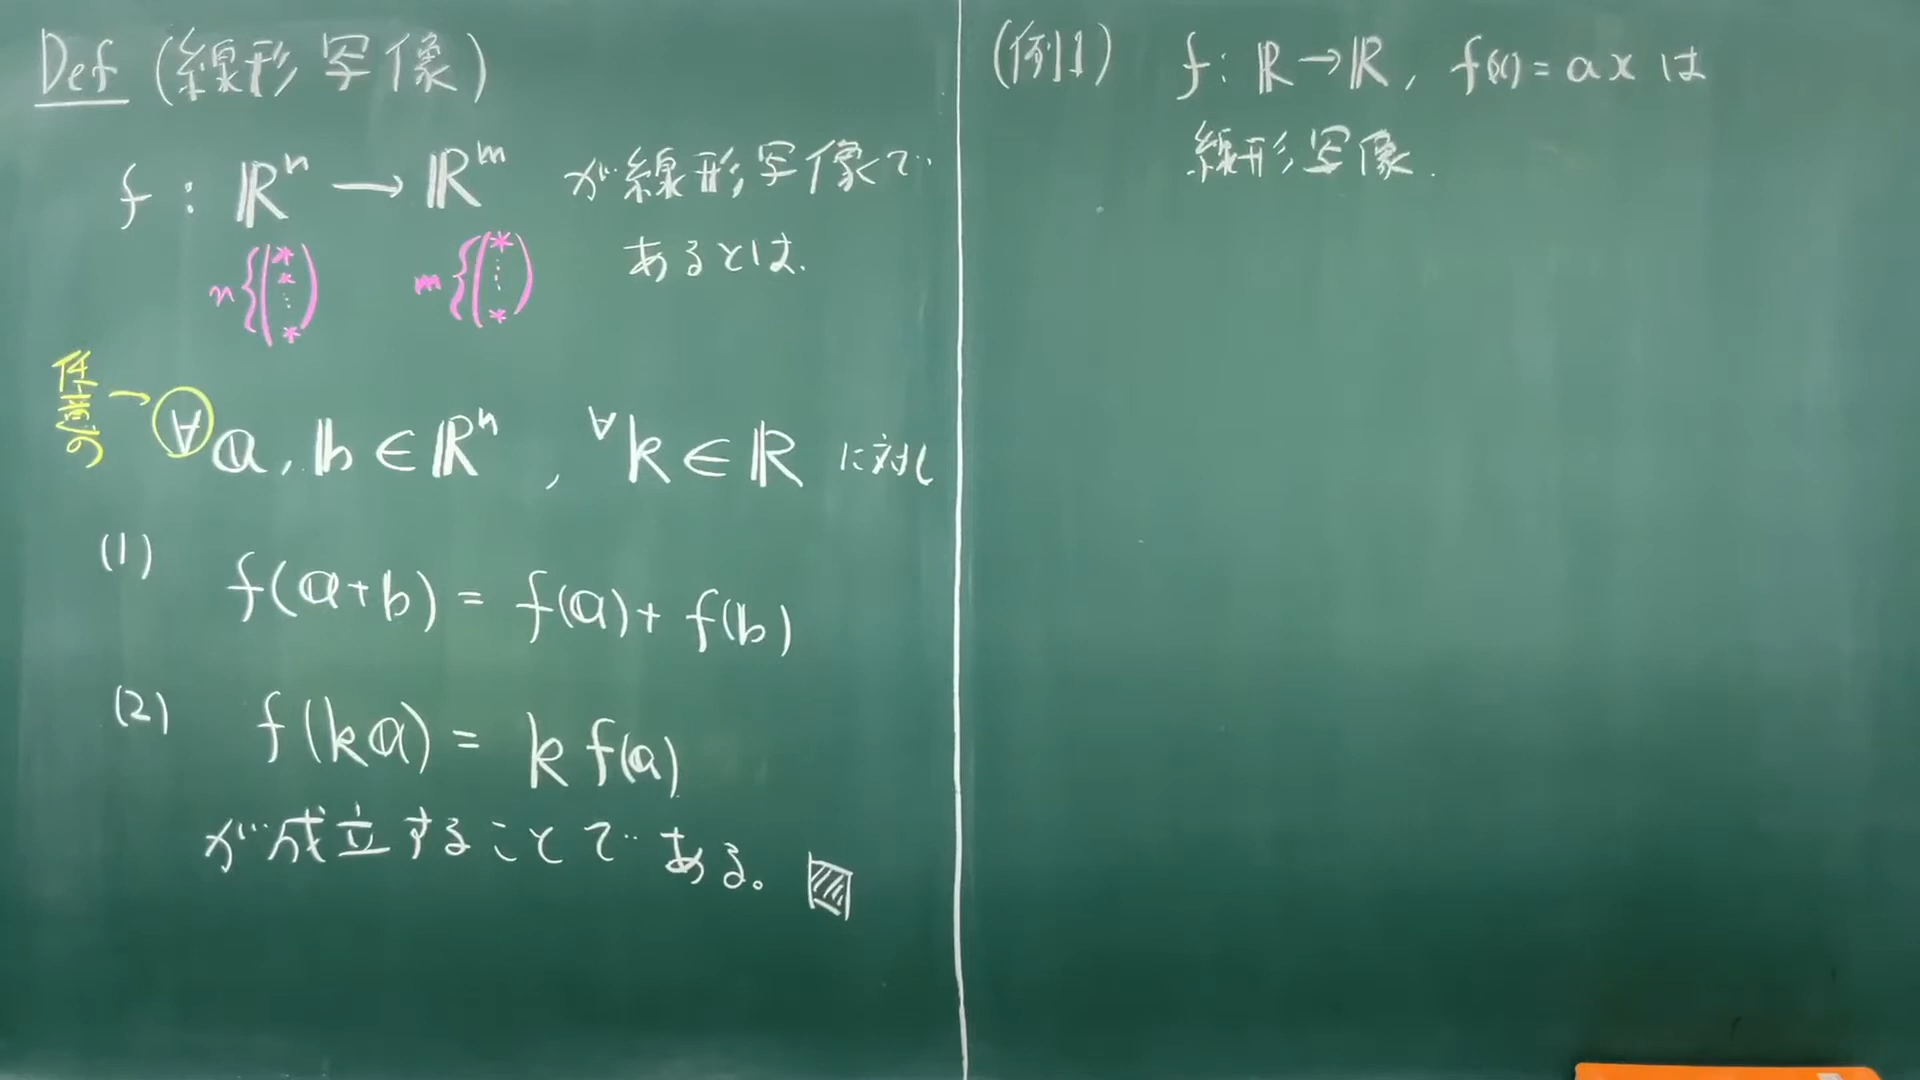 Def (線形写像)
f : ℝⁿ → ℝᵐ が線形写像で
あるとは、
n{(* * ⋮ *) m{(* ⋮ *)
任意の →
∀𝕒, 𝕓 ∈ ℝⁿ, ∀k ∈ ℝ に対し
(1) f(𝕒+𝕓) = f(𝕒) + f(𝕓)
(2) f(k𝕒) = k f(𝕒)
が成立することである。
(例1) f : ℝ → ℝ, f(x) = ax は
線形写像.